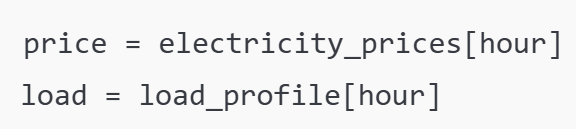 price = electricity_prices[hour]
load = load_profile[hour]